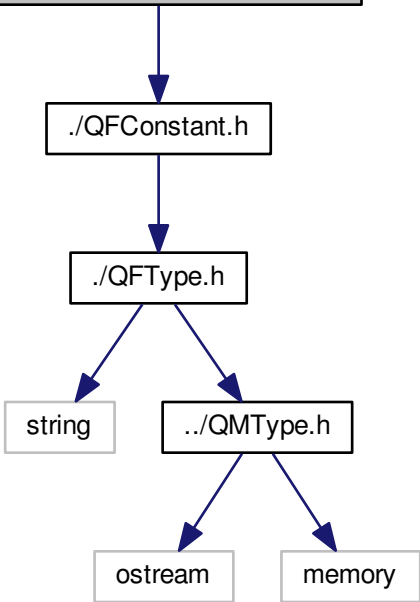 ./QFConstant.h
./QFType.h
string
../QMType.h
ostream
memory